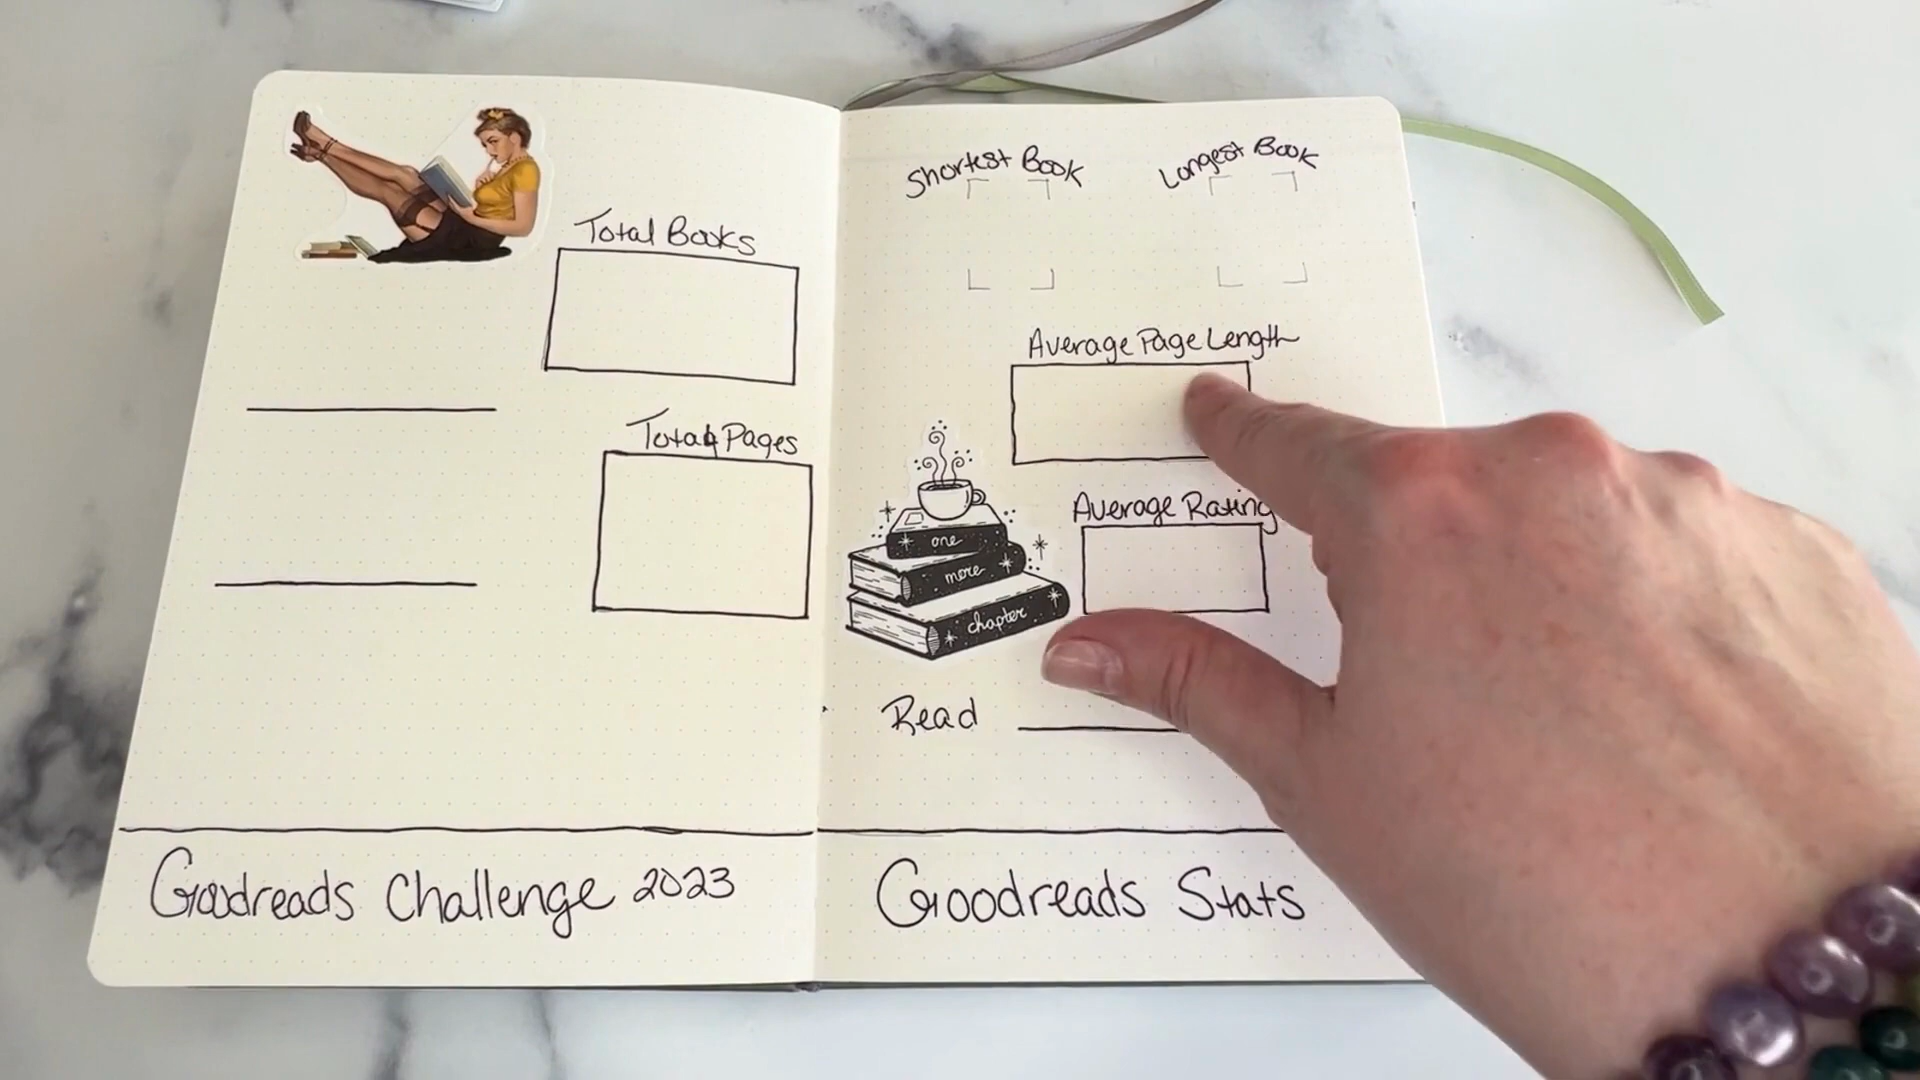 Total Books
Total Pages
Goodreads Challenge 2023
Shortest Book
Longest Book
Average Page Length
Average Rating
one
more
chapter
Read
Goodreads Stats